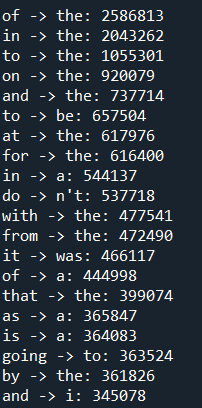 of -> the: 2586813
in -> the: 2043262
to -> the: 1055301
on -> the: 920079
and -> the: 737714
to -> be: 657504
at -> the: 617976
for -> the: 616400
in -> a: 544137
do -> n't: 537718
with -> the: 477541
from -> the: 472490
it -> was: 466117
of -> a: 444998
that -> the: 399074
as -> a: 365847
is -> a: 364083
going -> to: 363524
by -> the: 361826
and -> i: 345078